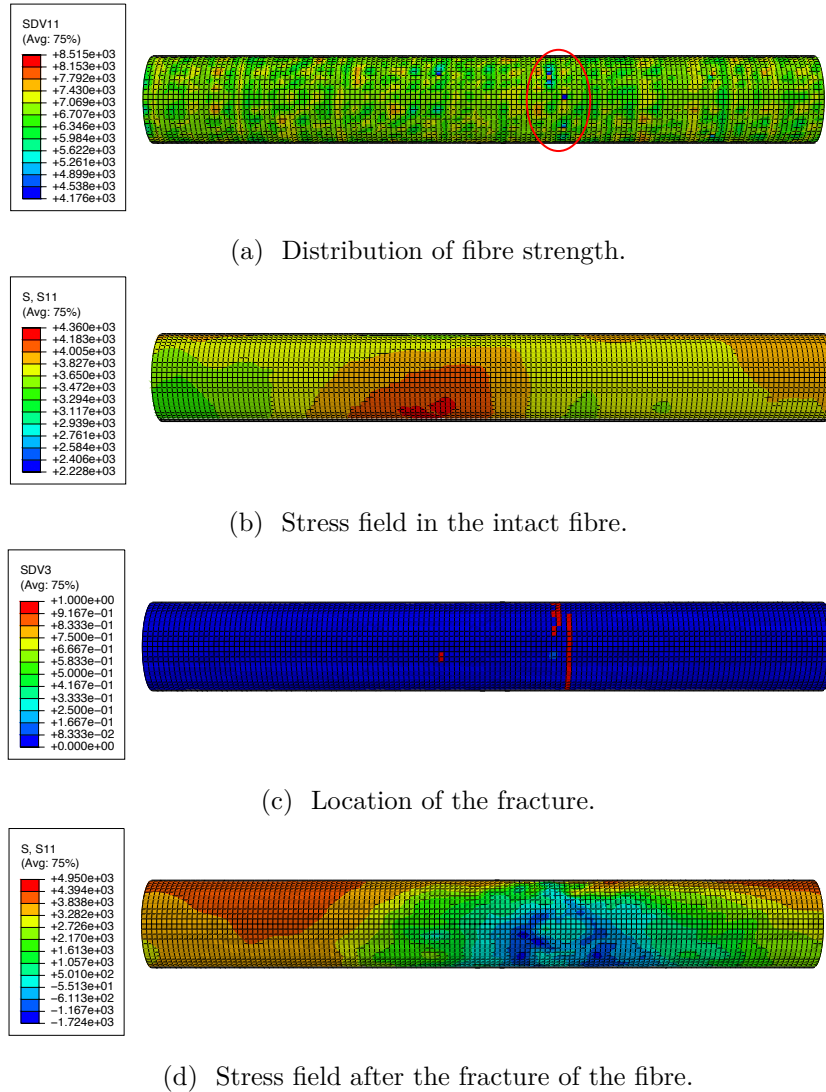 SDV11
(Avg: 75%)
+8.515e+03
+8.153e+03
+7.792e+03
+7.430e+03
+7.069e+03
+6.707e+03
+6.346e+03
+5.984e+03
+5.622e+03
+5.261e+03
+4.899e+03
+4.538e+03
+4.176e+03
(a) Distribution of fibre strength.
S, S11
(Avg: 75%)
+4.360e+03
+4.183e+03
+4.005e+03
+3.827e+03
+3.650e+03
+3.472e+03
+3.294e+03
+3.117e+03
+2.939e+03
+2.761e+03
+2.584e+03
+2.406e+03
+2.228e+03
(b) Stress field in the intact fibre.
SDV3
(Avg: 75%)
+1.000e+00
+9.167e-01
+8.333e-01
+7.500e-01
+6.667e-01
+5.833e-01
+5.000e-01
+4.167e-01
+3.333e-01
+2.500e-01
+1.667e-01
+8.333e-02
+0.000e+00
(c) Location of the fracture.
S, S11
(Avg: 75%)
+4.950e+03
+4.394e+03
+3.838e+03
+3.282e+03
+2.726e+03
+2.170e+03
+1.613e+03
+1.057e+03
+5.010e+02
−5.513e+01
−6.113e+02
−1.167e+03
−1.724e+03
(d) Stress field after the fracture of the fibre.